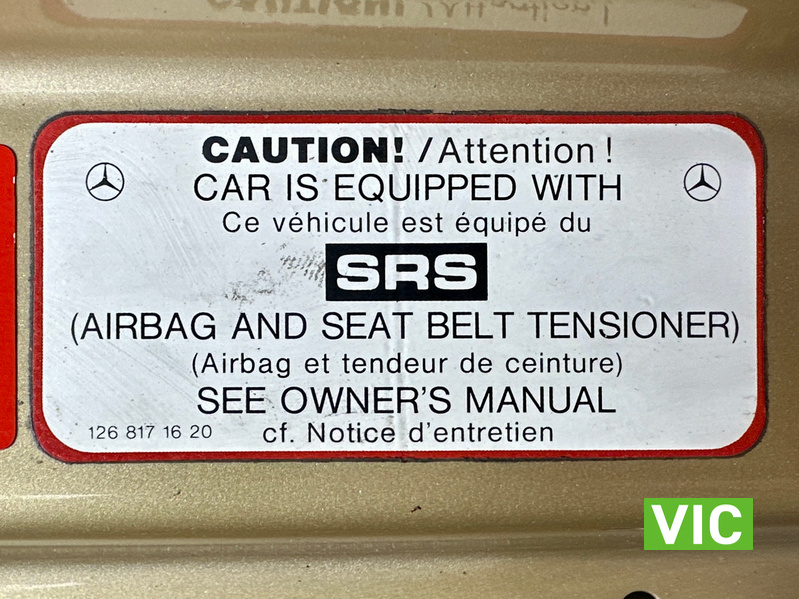 CAUTION! / Attention !
CAR IS EQUIPPED WITH
Ce véhicule est équipé du
SRS
(AIRBAG AND SEAT BELT TENSIONER)
(Airbag et tendeur de ceinture)
SEE OWNER'S MANUAL
126 817 16 20 cf. Notice d'entretien
VIC